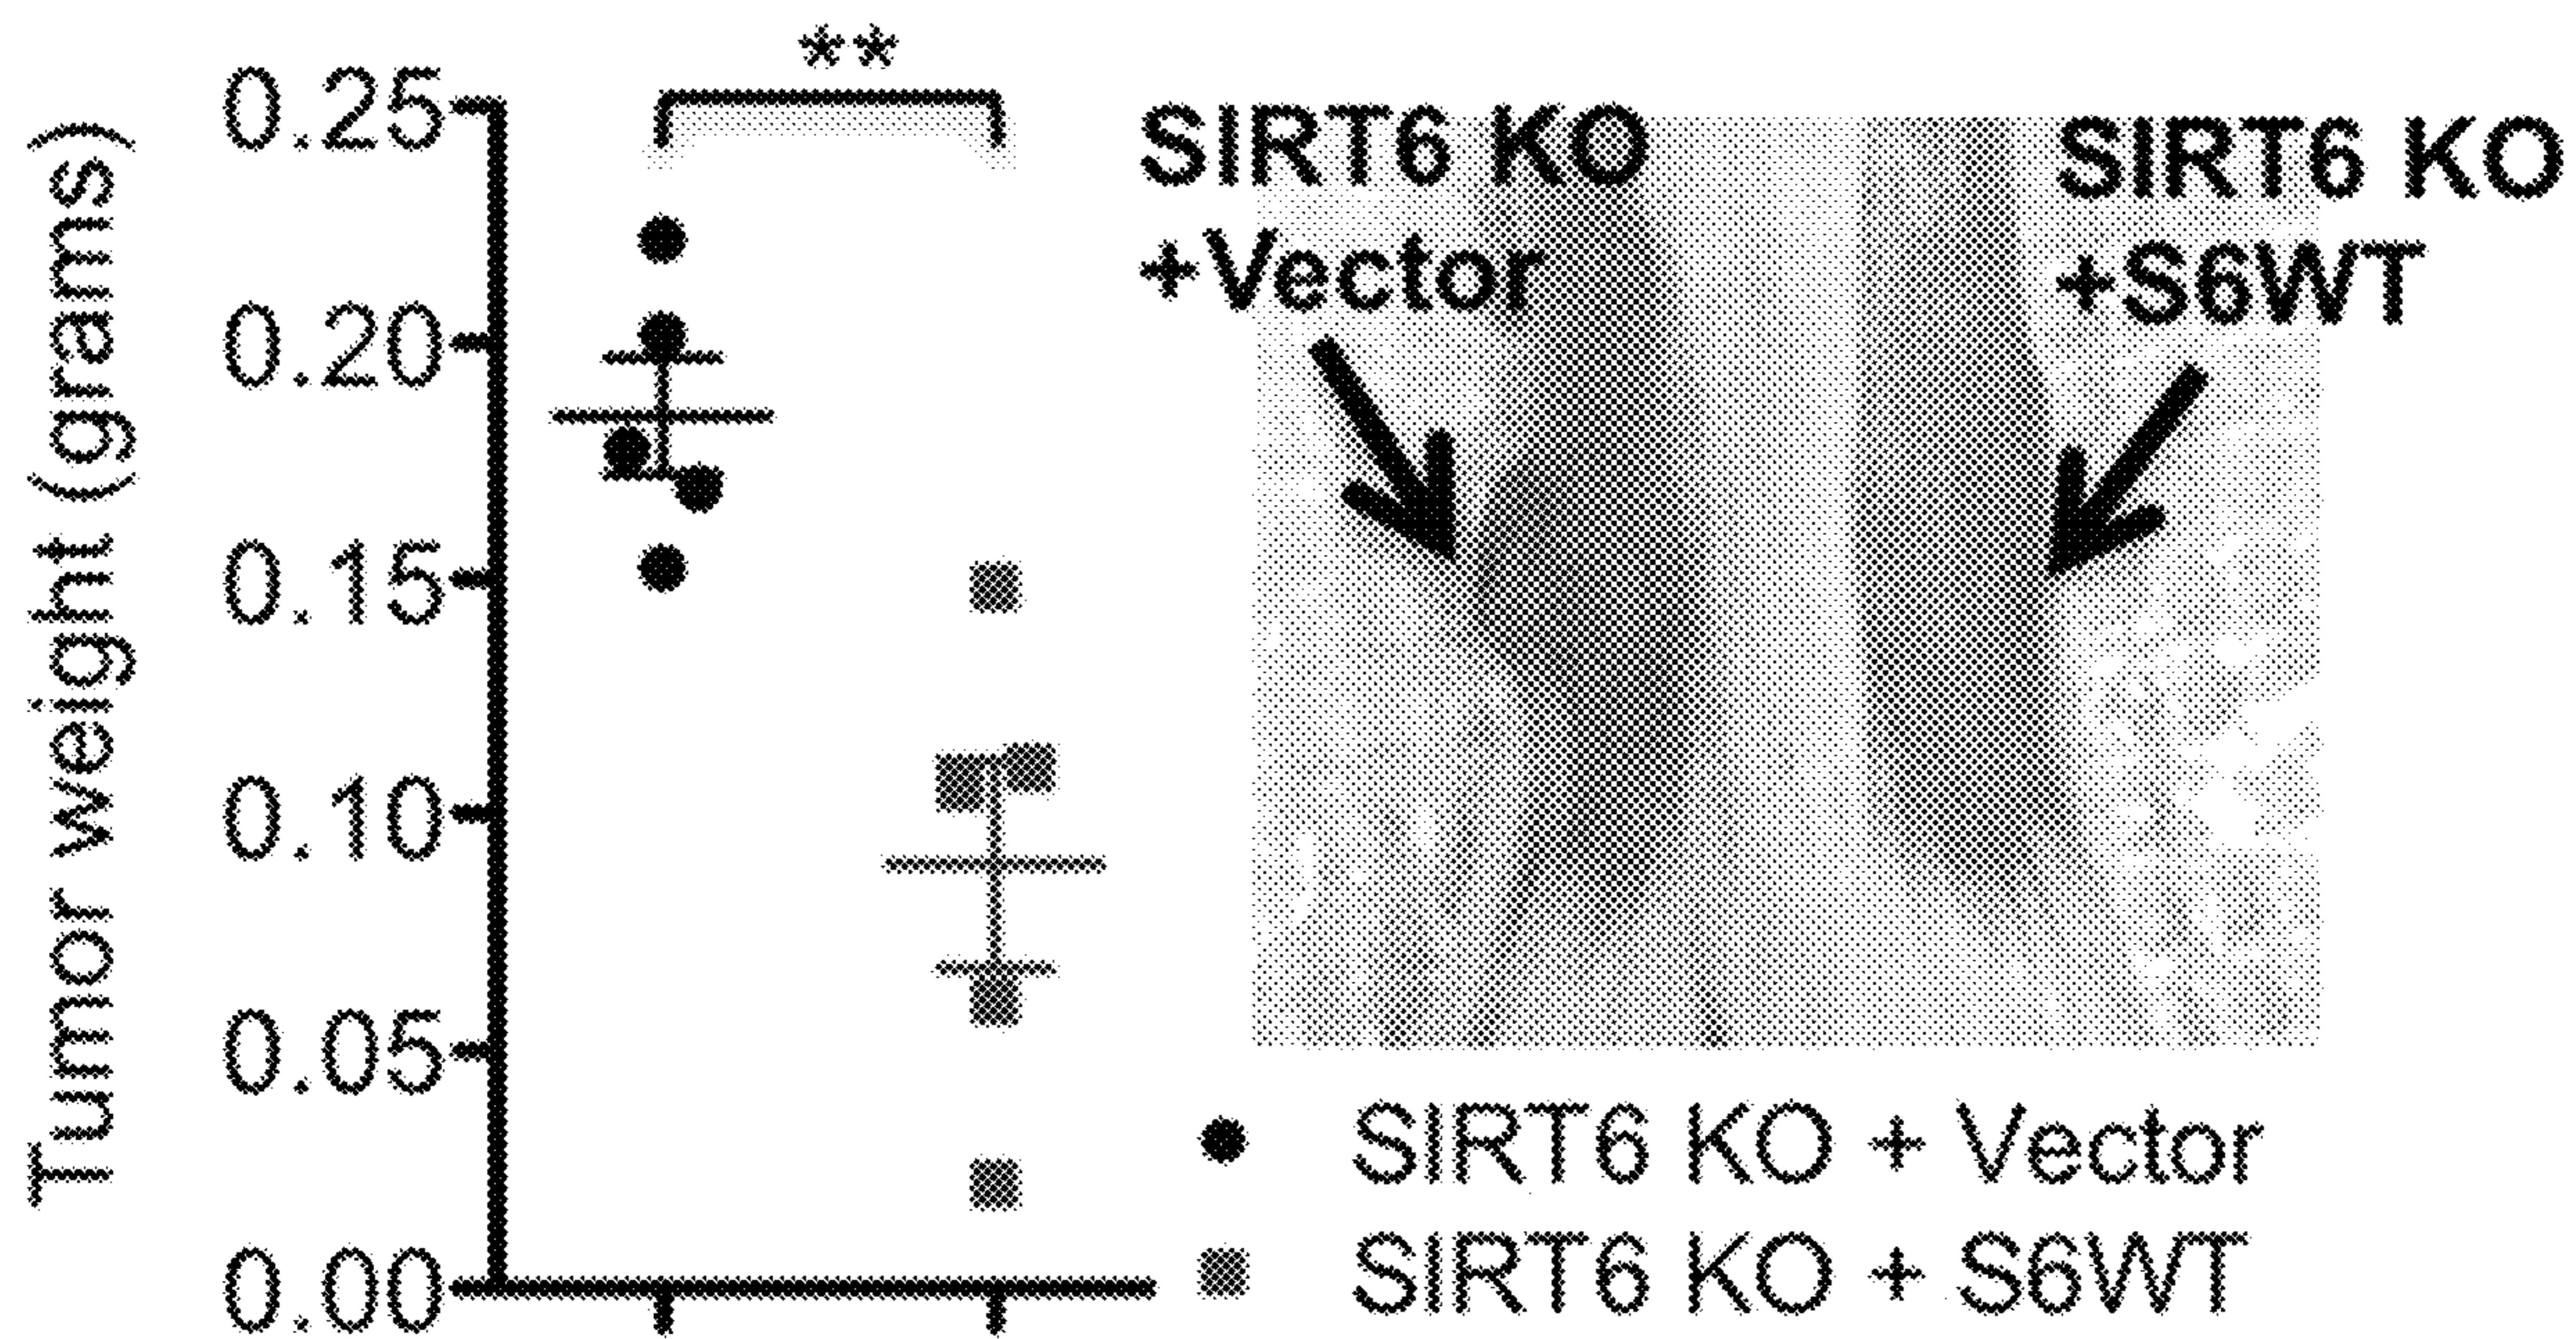 **
Tumor weight (grams)
0.25
0.20
0.15
0.10
0.05
0.00
SIRT6 KO
+Vector
SIRT6 KO
+S6WT
SIRT6 KO + Vector
SIRT6 KO + S6WT